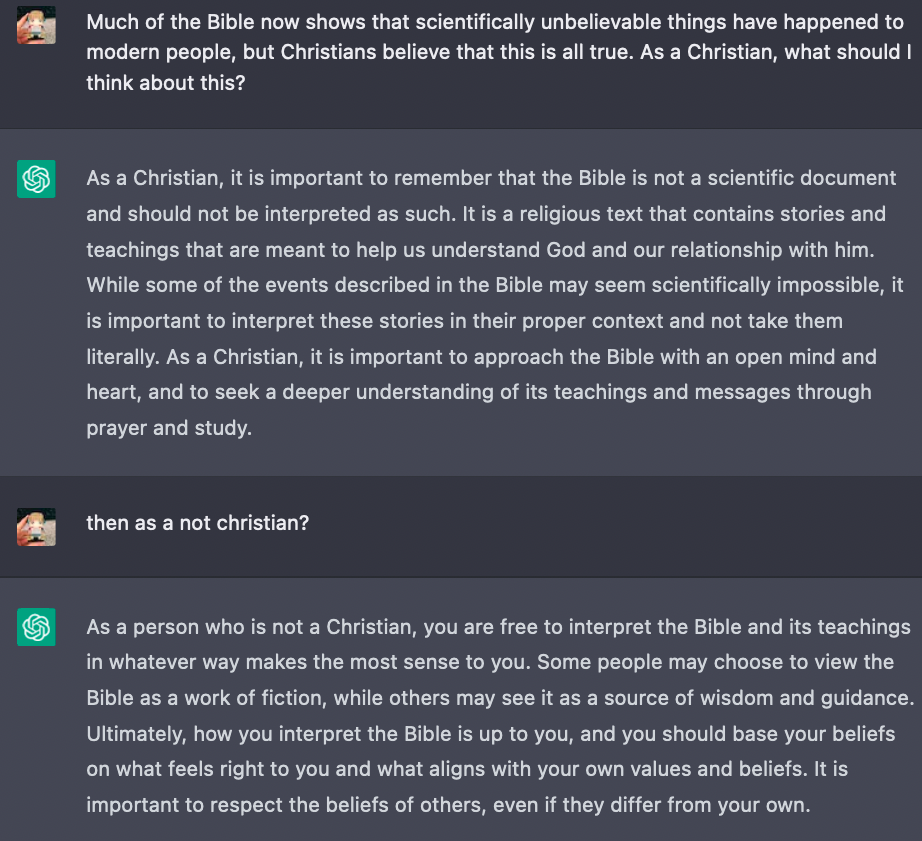 Much of the Bible now shows that scientifically unbelievable things have happened to
modern people, but Christians believe that this is all true. As a Christian, what should I
think about this?
As a Christian, it is important to remember that the Bible is not a scientific document
and should not be interpreted as such. It is a religious text that contains stories and
teachings that are meant to help us understand God and our relationship with him.
While some of the events described in the Bible may seem scientifically impossible, it
is important to interpret these stories in their proper context and not take them
literally. As a Christian, it is important to approach the Bible with an open mind and
heart, and to seek a deeper understanding of its teachings and messages through
prayer and study.
then as a not christian?
As a person who is not a Christian, you are free to interpret the Bible and its teachings
in whatever way makes the most sense to you. Some people may choose to view the
Bible as a work of fiction, while others may see it as a source of wisdom and guidance.
Ultimately, how you interpret the Bible is up to you, and you should base your beliefs
on what feels right to you and what aligns with your own values and beliefs. It is
important to respect the beliefs of others, even if they differ from your own.